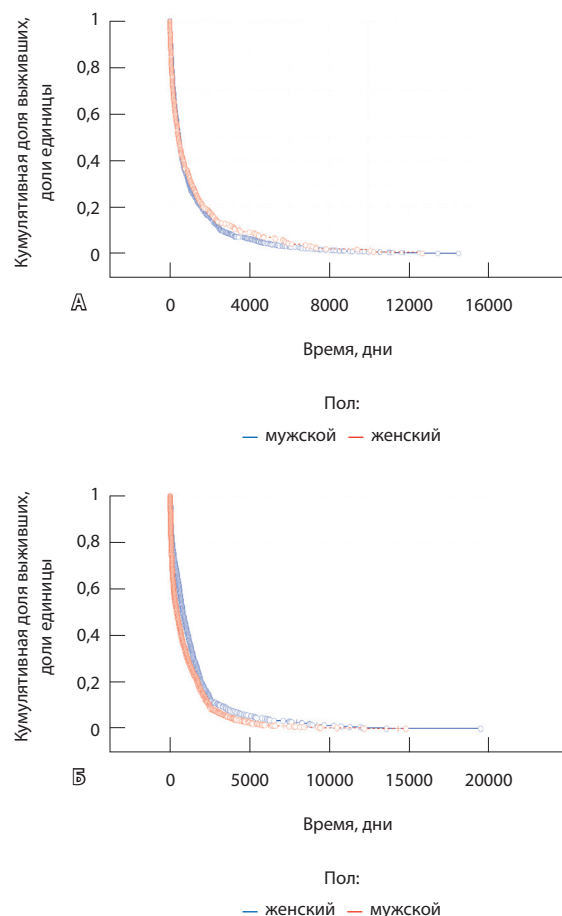 Кумулятивная доля выживших,
доли единицы
1
0,8
0,6
0,4
0,2
0
А
0 4000 8000 12000 16000
Время, дни
Пол:
мужской женский
Кумулятивная доля выживших,
доли единицы
1
0,8
0,6
0,4
0,2
0
Б
0 5000 10000 15000 20000
Время, дни
Пол:
женский мужской